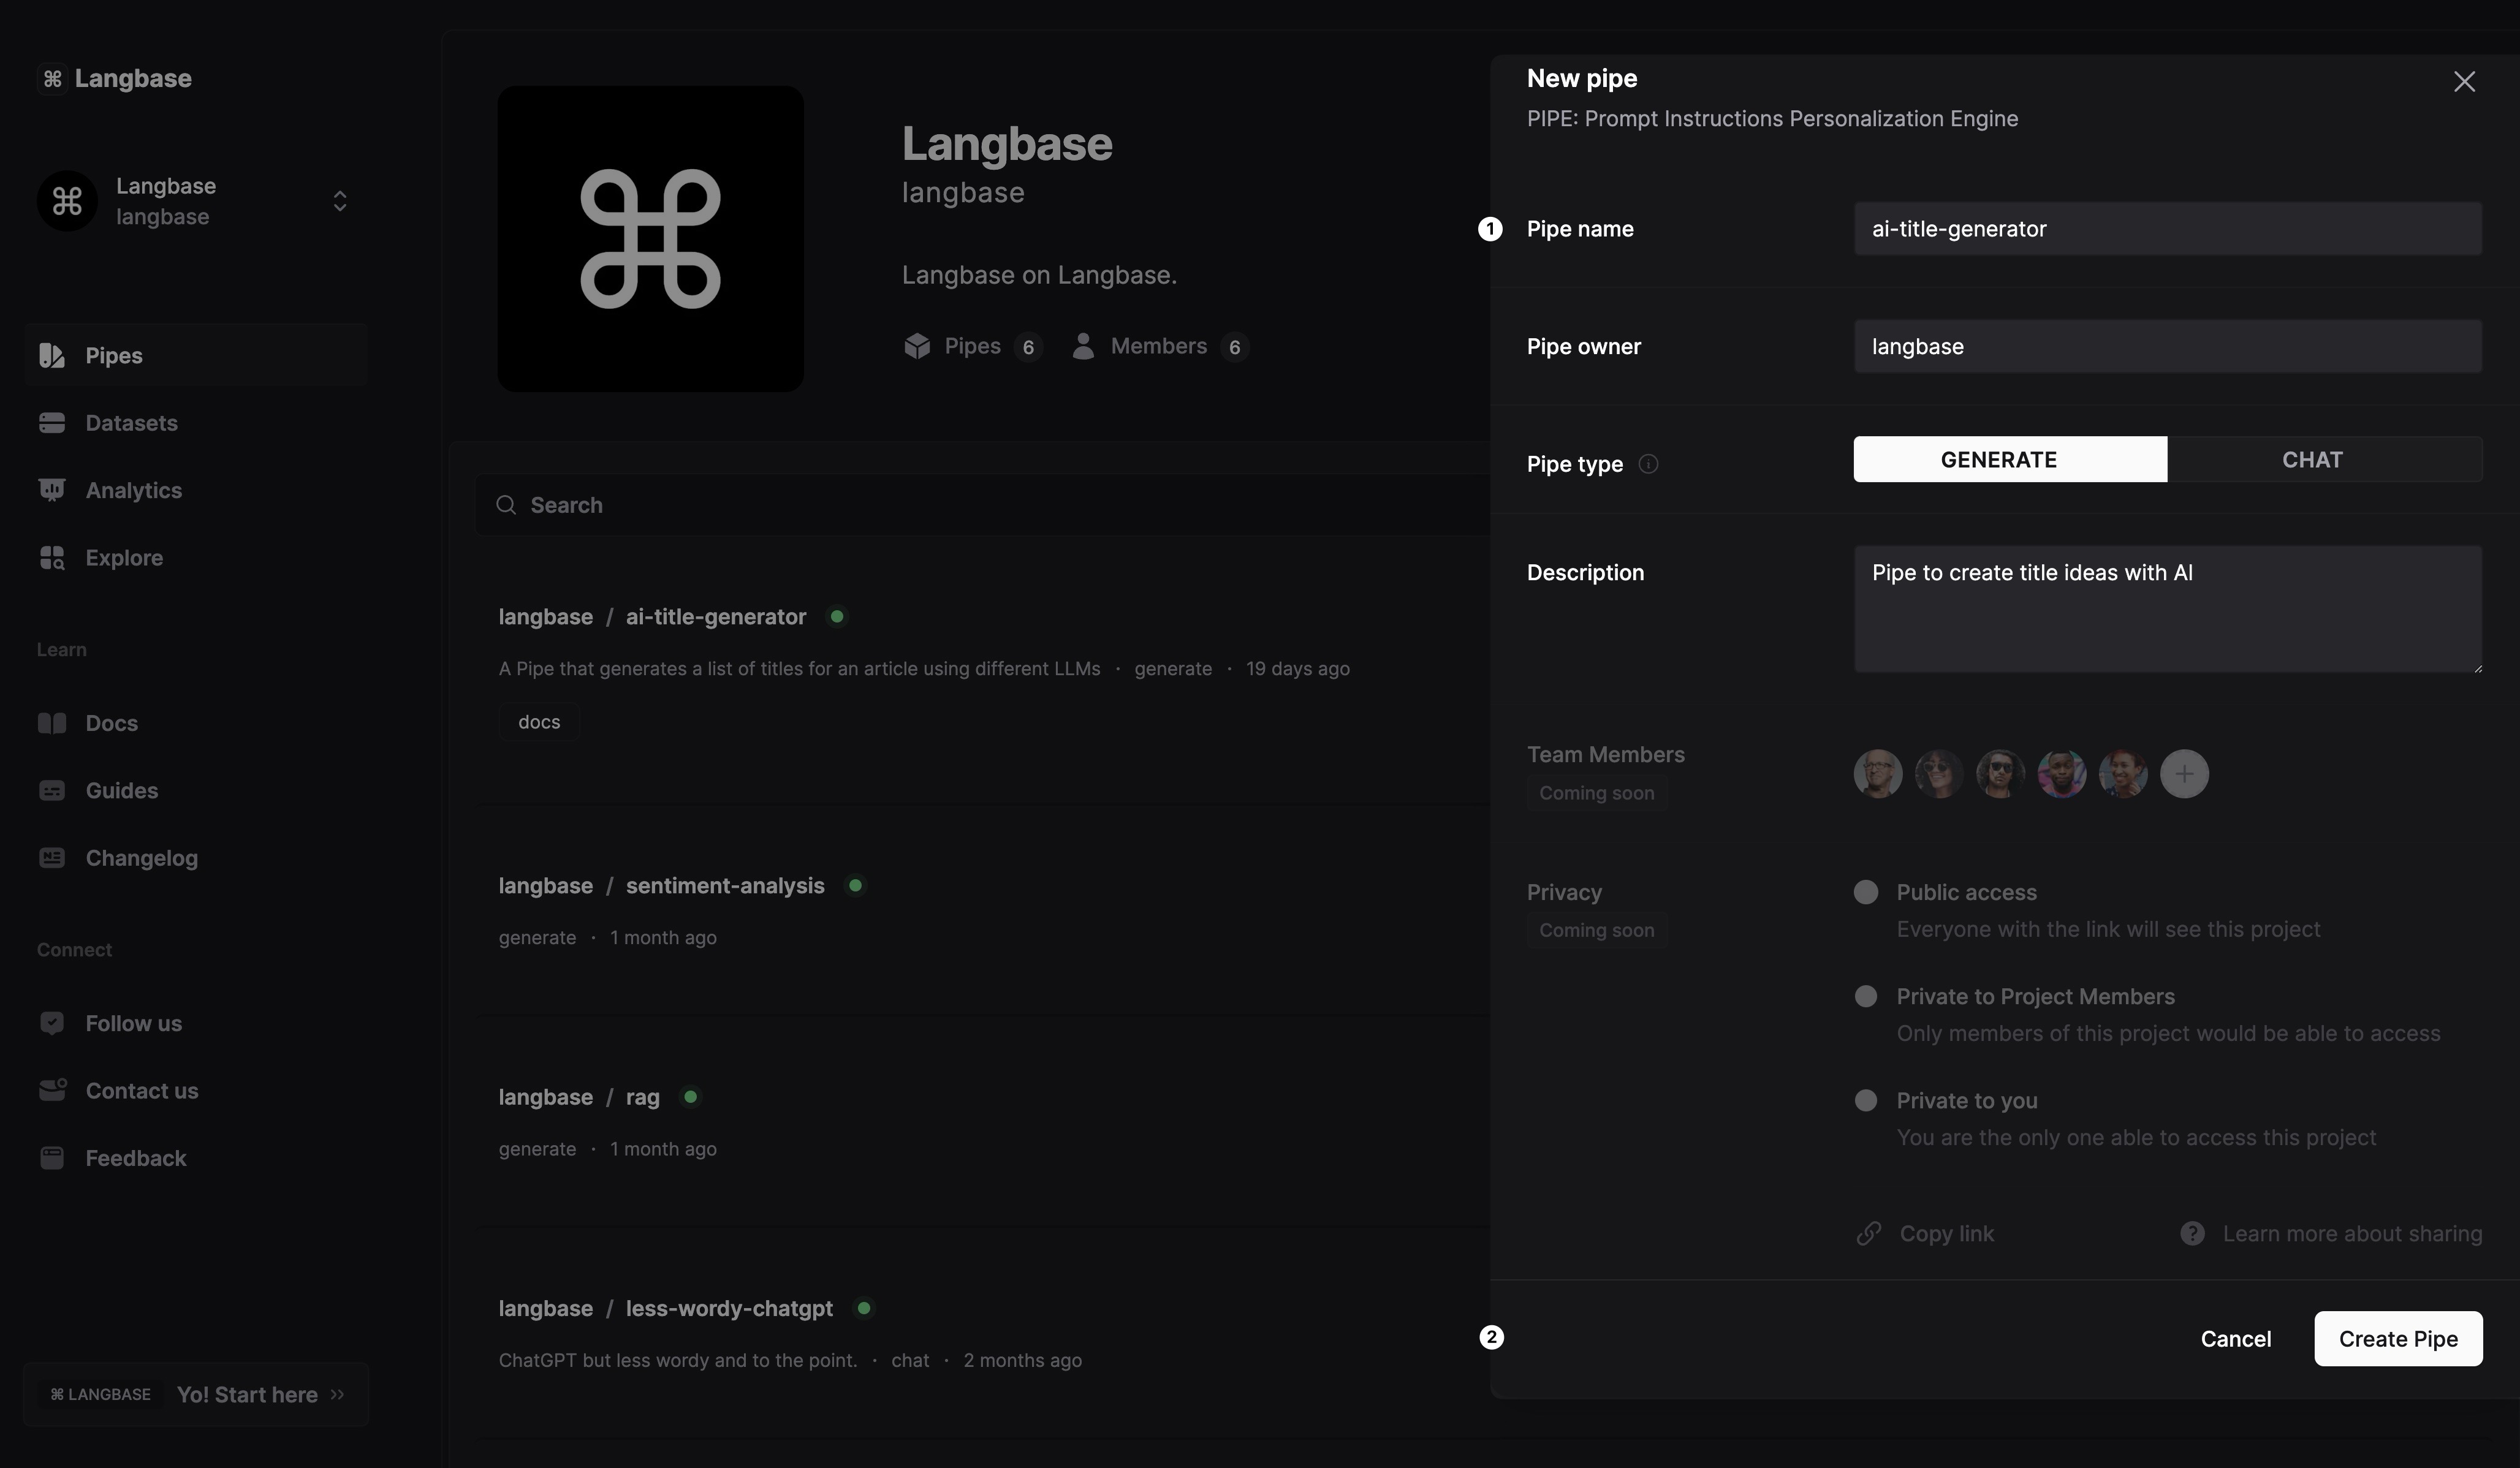 ⌘ Langbase
Langbase
langbase
Pipes
Datasets
Analytics
Explore
Learn
Docs
Guides
Changelog
Connect
Follow us
Contact us
Feedback
⌘ LANGBASE Yo! Start here >>
Langbase
langbase
Langbase on Langbase.
Pipes 6 Members 6
Search
langbase / ai-title-generator
A Pipe that generates a list of titles for an article using different LLMs · generate · 19 days ago
docs
langbase / sentiment-analysis
generate · 1 month ago
langbase / rag
generate · 1 month ago
langbase / less-wordy-chatgpt
ChatGPT but less wordy and to the point. · chat · 2 months ago
New pipe
PIPE: Prompt Instructions Personalization Engine
1 Pipe name ai-title-generator
Pipe owner langbase
Pipe type GENERATE CHAT
Description Pipe to create title ideas with AI
Team Members
Coming soon
Privacy
Coming soon
Public access
Everyone with the link will see this project
Private to Project Members
Only members of this project would be able to access
Private to you
You are the only one able to access this project
Copy link ? Learn more about sharing
2 Cancel Create Pipe